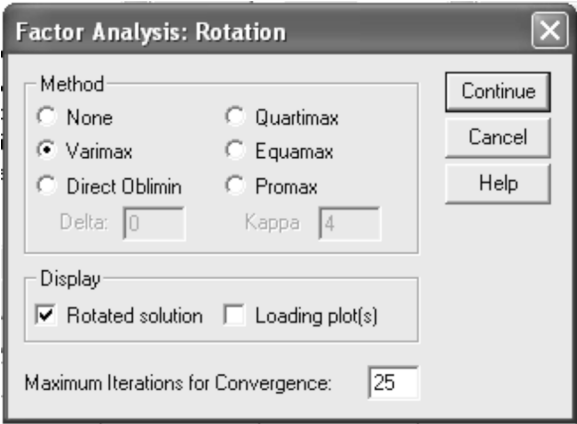 Factor Analysis: Rotation
Method
None
Quartimax
Varimax
Equamax
Direct Oblimin
Promax
Delta: 0
Kappa 4
Continue
Cancel
Help
Display
Rotated solution
Loading plot(s)
Maximum Iterations for Convergence: 25